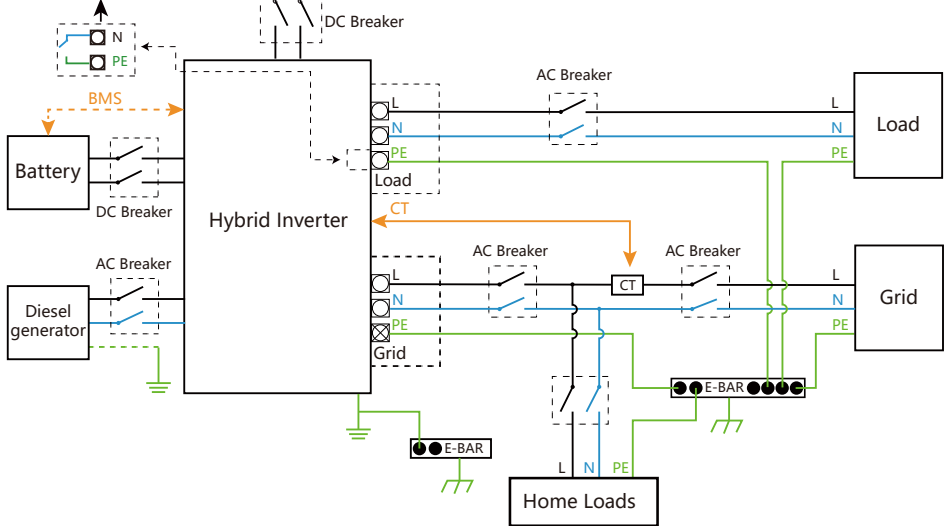 DC Breaker
N
PE
AC Breaker
BMS
L
L
N
N
Load
PE
PE
Battery
Load
DC Breaker
Hybrid Inverter
CT
AC Breaker
AC Breaker
AC Breaker
L
CT
L
N
N
Grid
Diesel
generator
PE
PE
Grid
E-BAR
E-BAR
L
N
PE
Home Loads